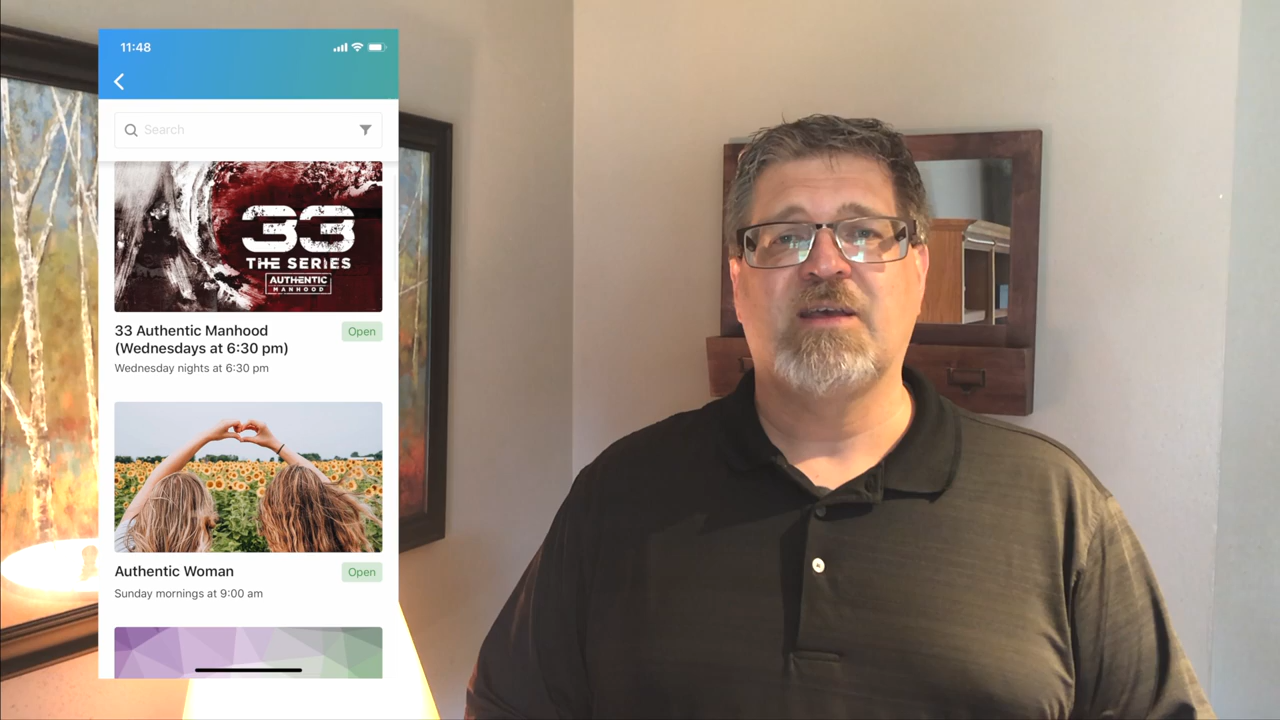 11:48
Search
33
THE SERIES
AUTHENTIC
MANHOOD
33 Authentic Manhood
(Wednesdays at 6:30 pm)
Open
Wednesday nights at 6:30 pm
Authentic Woman
Open
Sunday mornings at 9:00 am